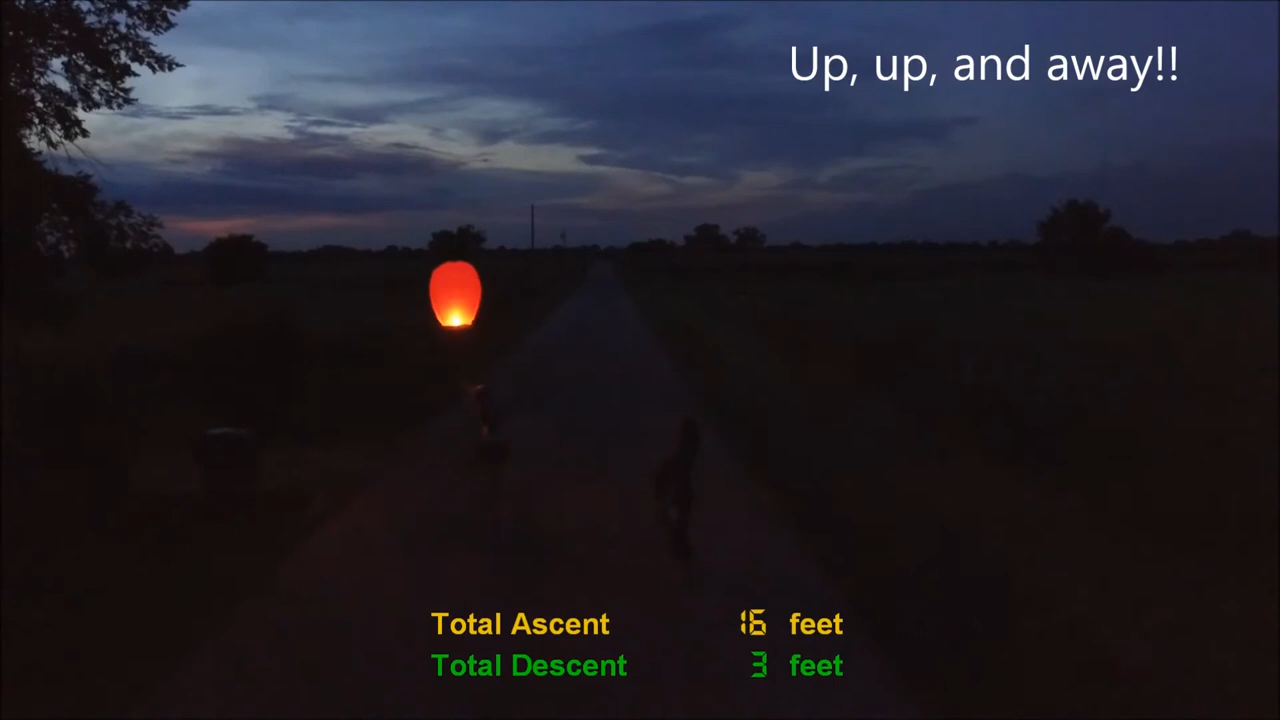 Up, up, and away!!
Total Ascent 16 feet
Total Descent 3 feet